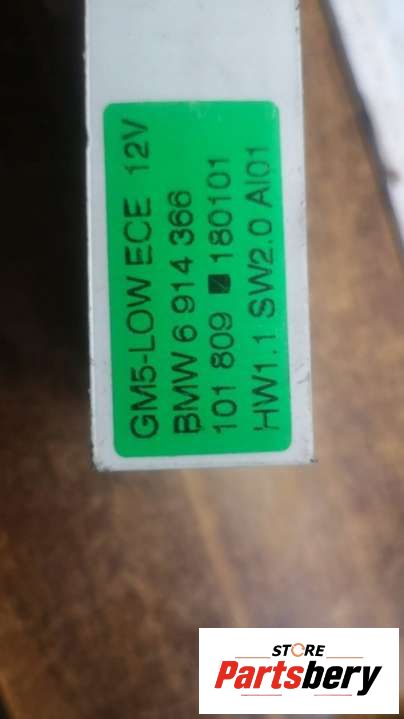 GM5-LOW ECE 12V
BMW 6 914 366
101 809 180101
HW1.1 SW2.0 AI01
STORE
Partsbery